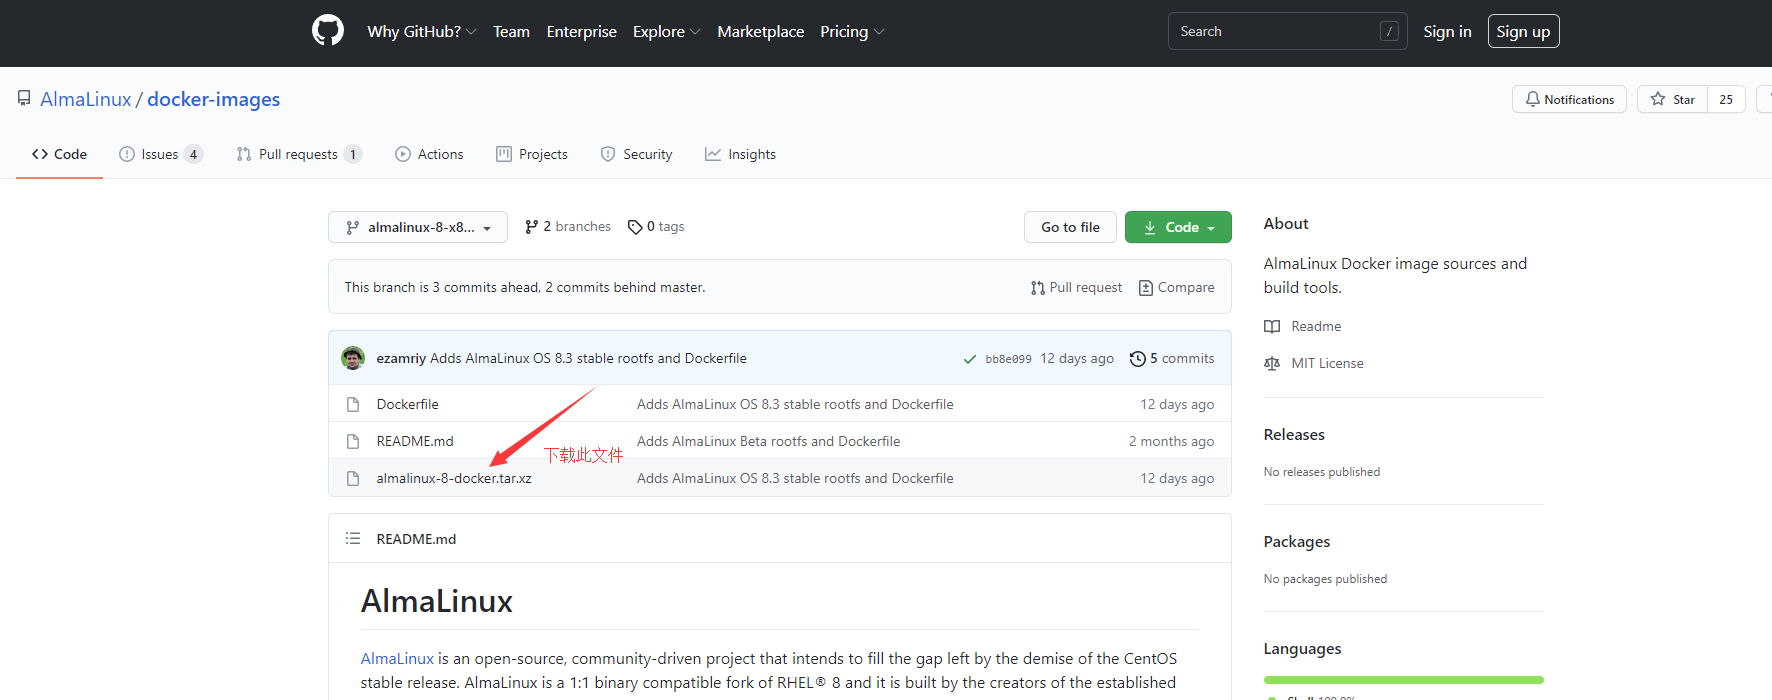 Why GitHub? Team Enterprise Explore Marketplace Pricing Search / Sign in Sign up
AlmaLinux / docker-images Notifications Star 25
Code Issues 4 Pull requests 1 Actions Projects Security Insights
almalinux-8-x8... 2 branches 0 tags Go to file Code
This branch is 3 commits ahead, 2 commits behind master. Pull request Compare
ezamriy Adds AlmaLinux OS 8.3 stable rootfs and Dockerfile bb8e099 12 days ago 5 commits
Dockerfile Adds AlmaLinux OS 8.3 stable rootfs and Dockerfile 12 days ago
README.md Adds AlmaLinux Beta rootfs and Dockerfile 2 months ago
下载此文件
almalinux-8-docker.tar.xz Adds AlmaLinux OS 8.3 stable rootfs and Dockerfile 12 days ago
README.md
AlmaLinux
AlmaLinux is an open-source, community-driven project that intends to fill the gap left by the demise of the CentOS
stable release. AlmaLinux is a 1:1 binary compatible fork of RHEL® 8 and it is built by the creators of the established
About
AlmaLinux Docker image sources and
build tools.
Readme
MIT License
Releases
No releases published
Packages
No packages published
Languages
Shell 100.0%